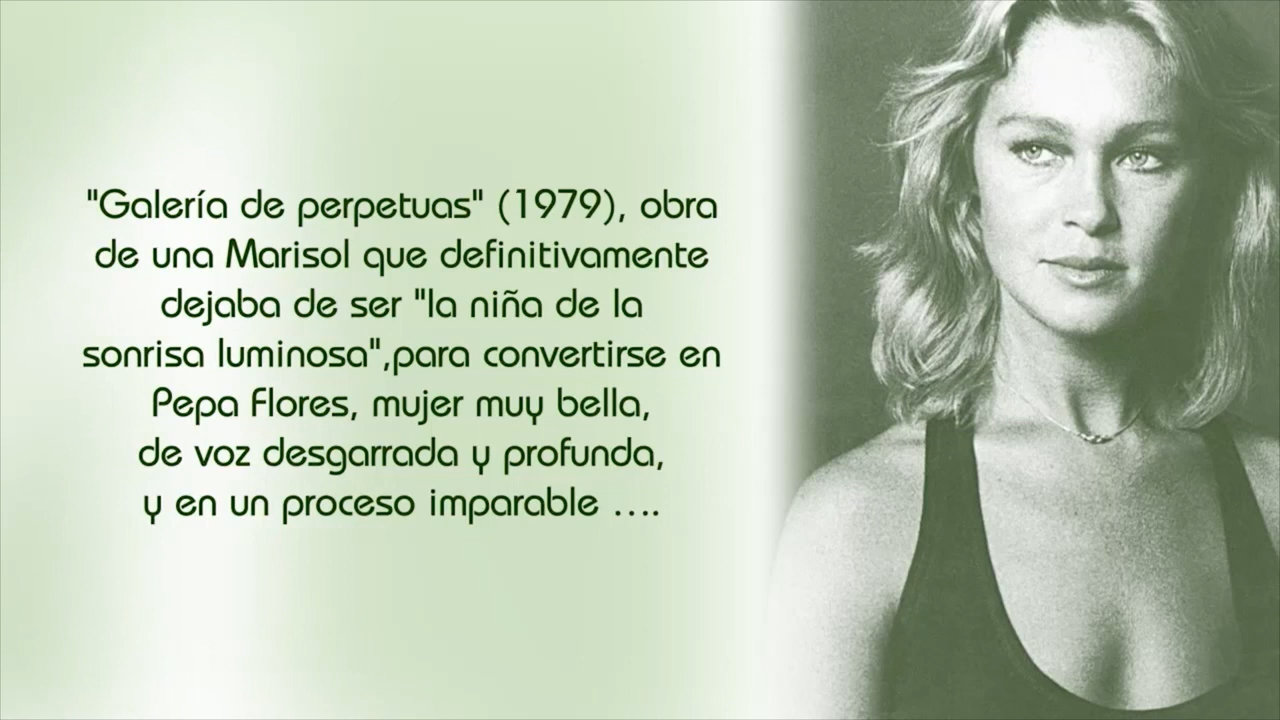 "Galería de perpetuas" (1979), obra
de una Marisol que definitivamente
dejaba de ser "la niña de la
sonrisa luminosa",para convertirse en
Pepa Flores, mujer muy bella,
de voz desgarrada y profunda,
y en un proceso imparable ....